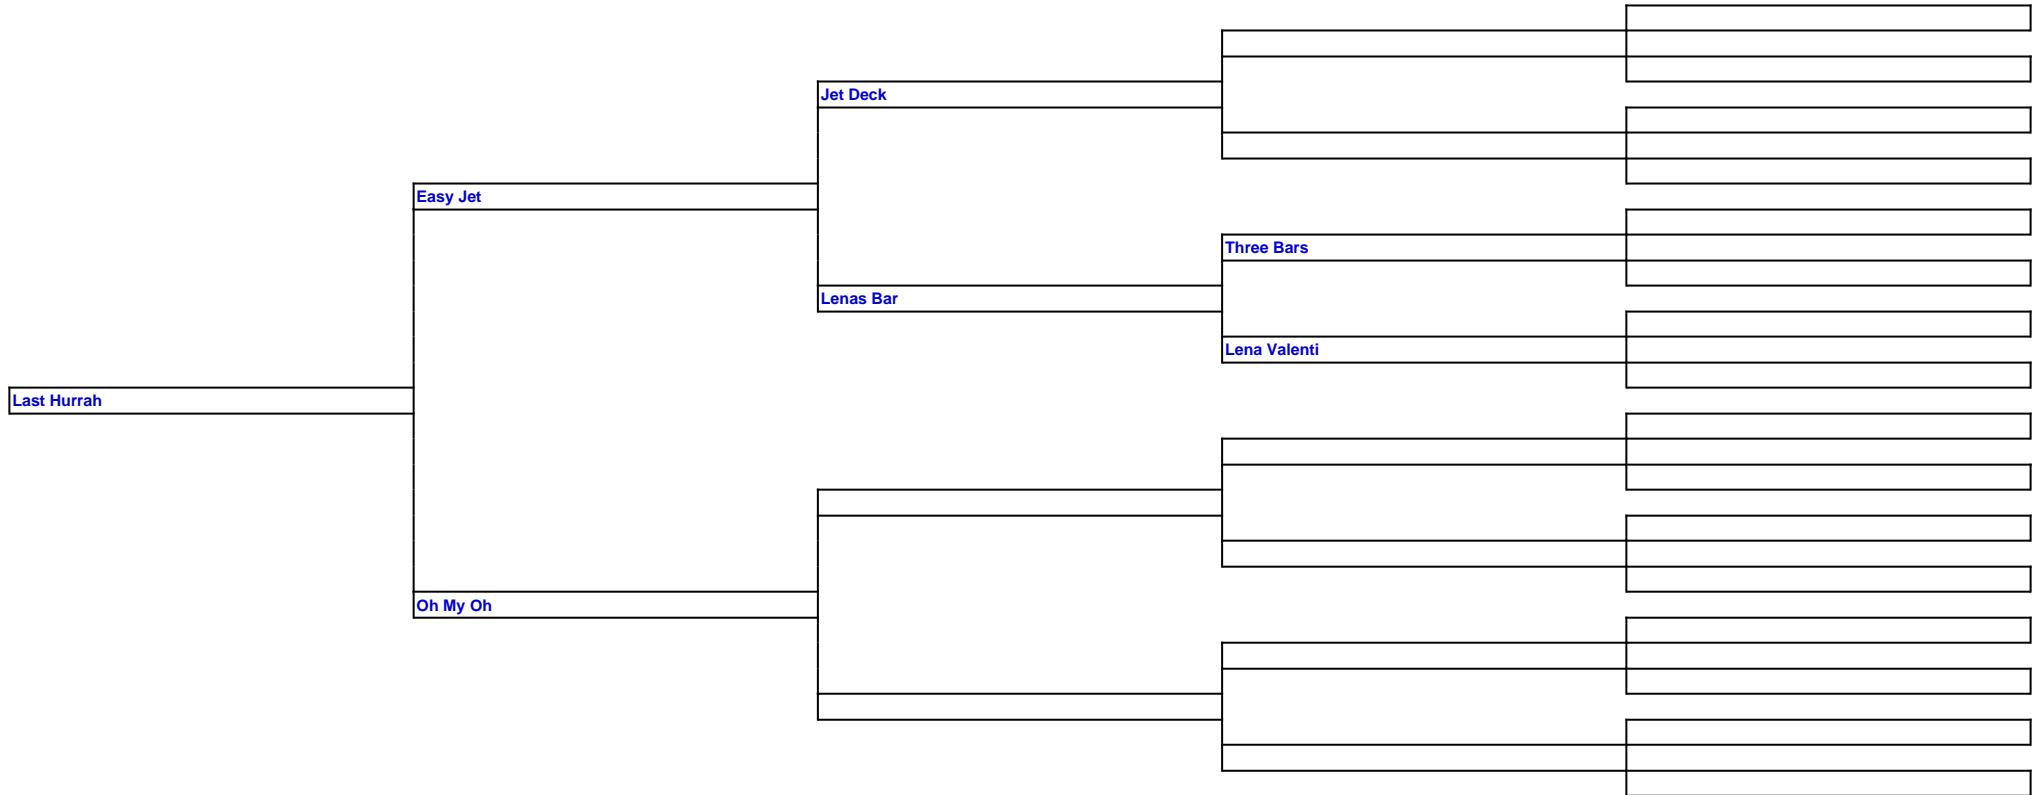 Jet Deck
Easy Jet
Three Bars
Lenas Bar
Lena Valenti
Last Hurrah
Oh My Oh